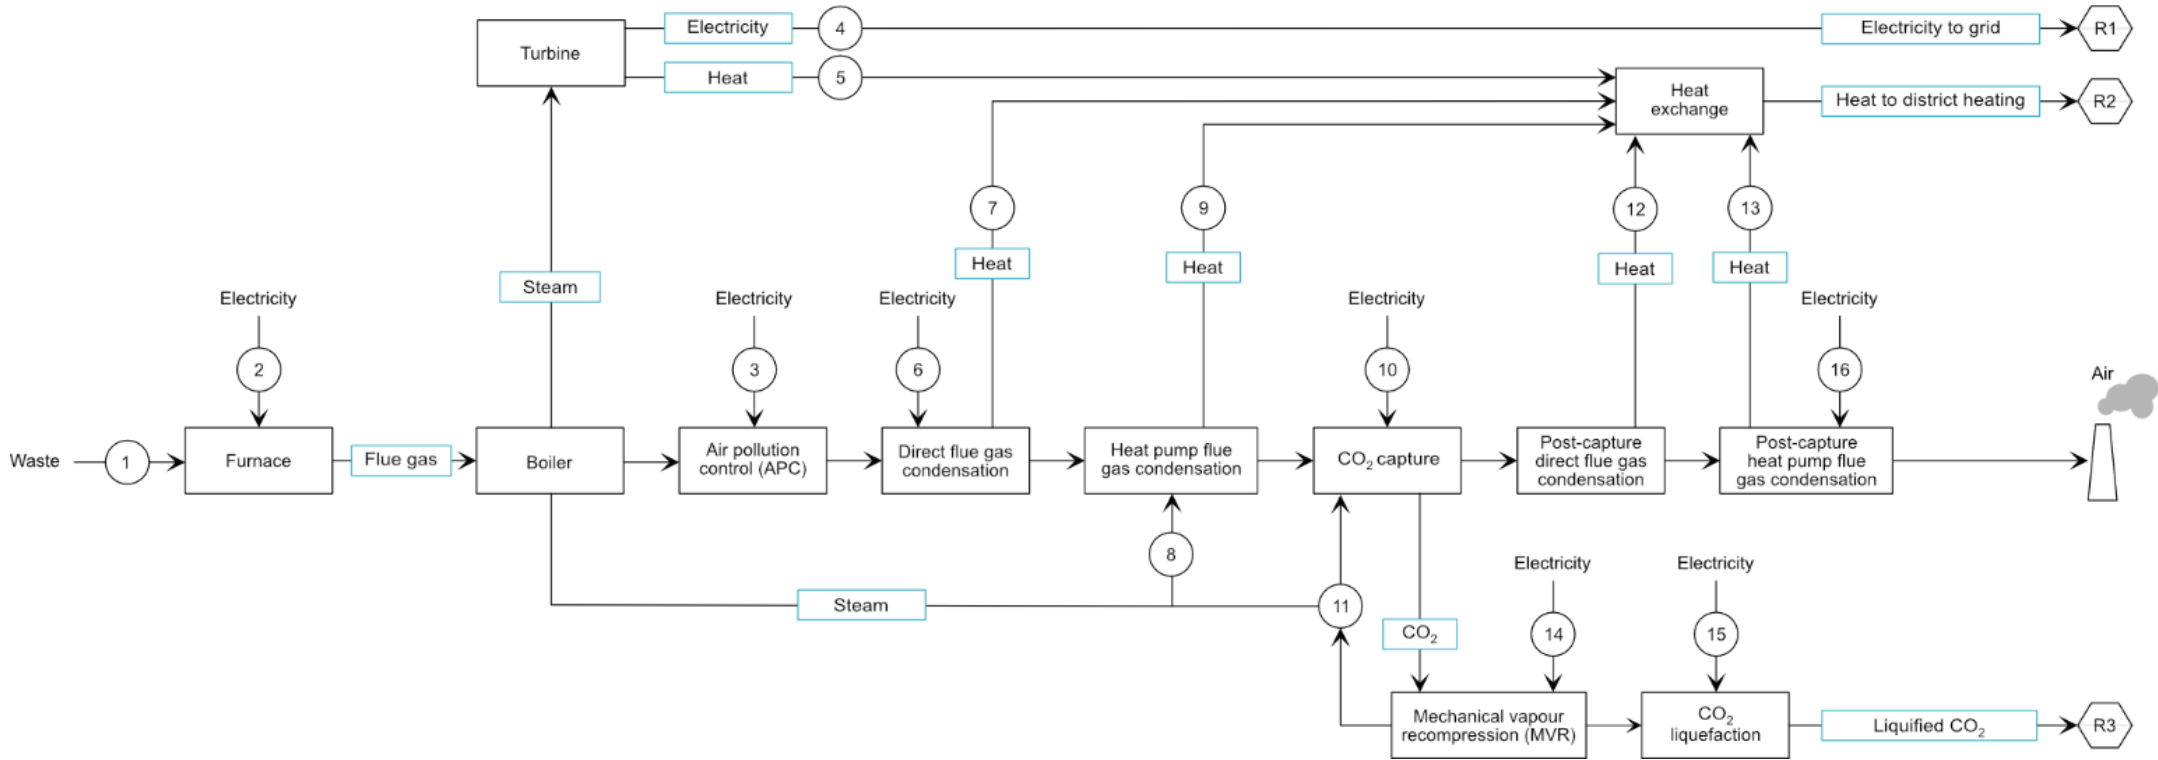 Turbine
Electricity
4
Electricity to grid
R1
Heat
5
Heat
exchange
Heat to district heating
R2
7
9
12
13
Heat
Heat
Heat
Heat
Steam
Electricity
Electricity
Electricity
Electricity
Electricity
2
3
6
10
16
Air
Waste
1
Furnace
Flue gas
Boiler
Air pollution
control (APC)
Direct flue gas
condensation
Heat pump flue
gas condensation
CO₂ capture
Post-capture
direct flue gas
condensation
Post-capture
heat pump flue
gas condensation
8
Steam
11
CO₂
Electricity
14
Electricity
15
Mechanical vapour
recompression (MVR)
CO₂
liquefaction
Liquified CO₂
R3